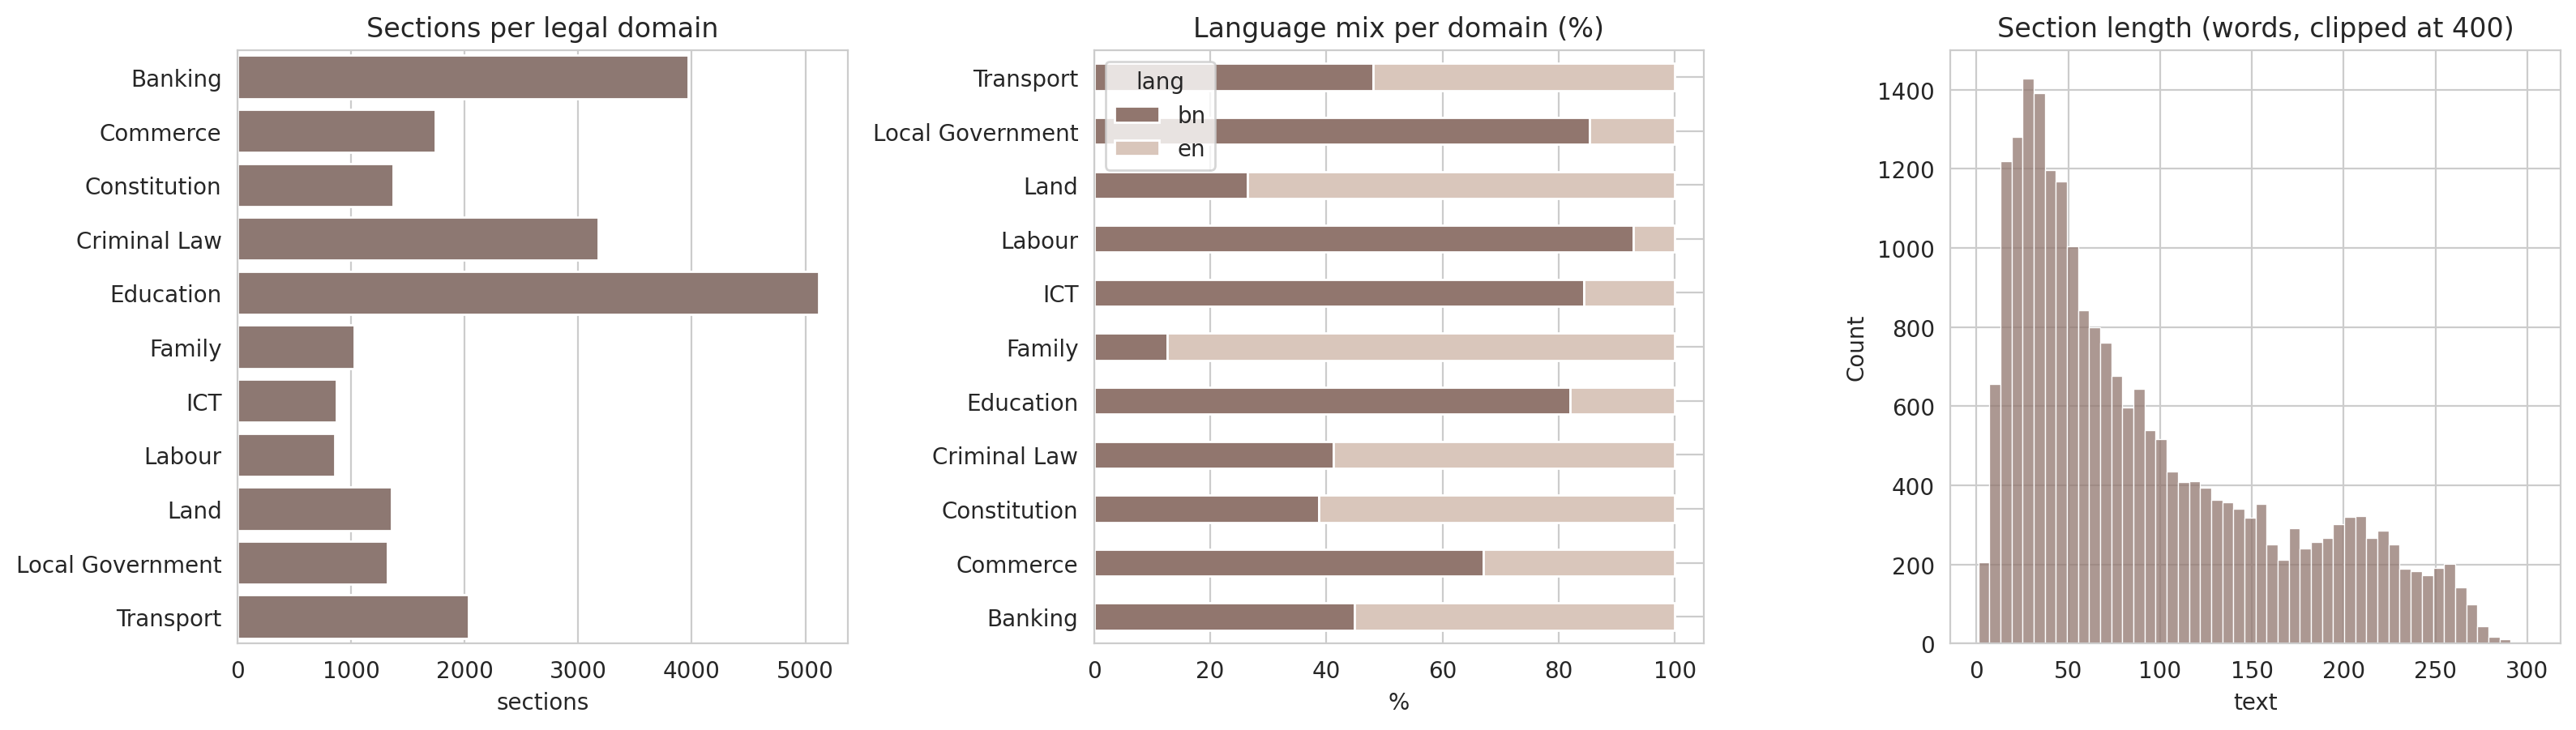 Sections per legal domain
Banking
Commerce
Constitution
Criminal Law
Education
Family
ICT
Labour
Land
Local Government
Transport
0 1000 2000 3000 4000 5000
sections
Language mix per domain (%)
Transport
Local Government
Land
Labour
ICT
Family
Education
Criminal Law
Constitution
Commerce
Banking
lang
bn
en
0 20 40 60 80 100
%
Section length (words, clipped at 400)
Count
1400
1200
1000
800
600
400
200
0
0 50 100 150 200 250 300
text